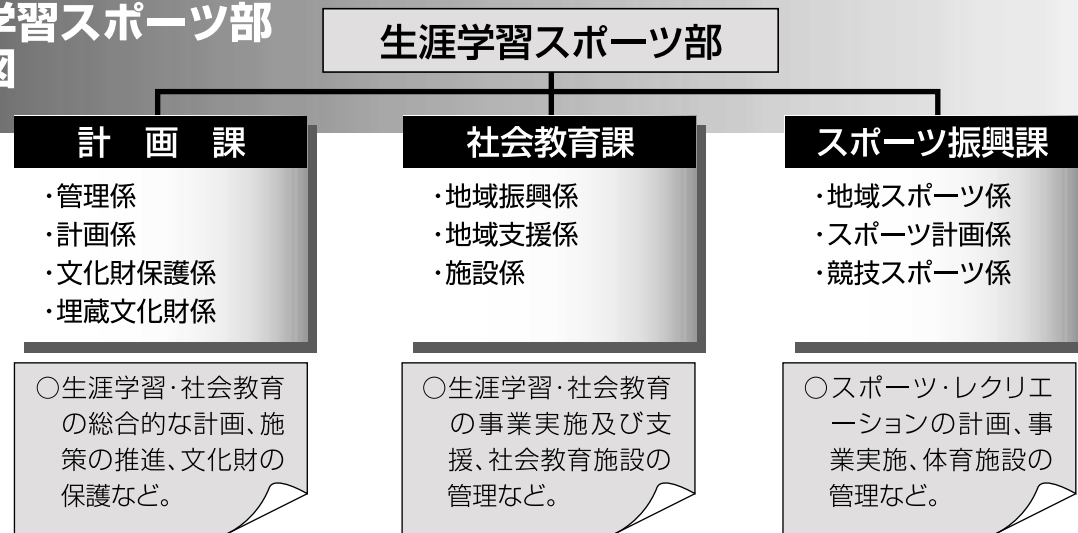 学習スポーツ部
図
生涯学習スポーツ部
計画課
・管理係
・計画係
・文化財保護係
・埋蔵文化財係
○生涯学習・社会教育
の総合的な計画、施
策の推進、文化財の
保護など。
社会教育課
・地域振興係
・地域支援係
・施設係
○生涯学習・社会教育
の事業実施及び支
援、社会教育施設の
管理など。
スポーツ振興課
・地域スポーツ係
・スポーツ計画係
・競技スポーツ係
○スポーツ・レクリエ
ーションの計画、事
業実施、体育施設の
管理など。